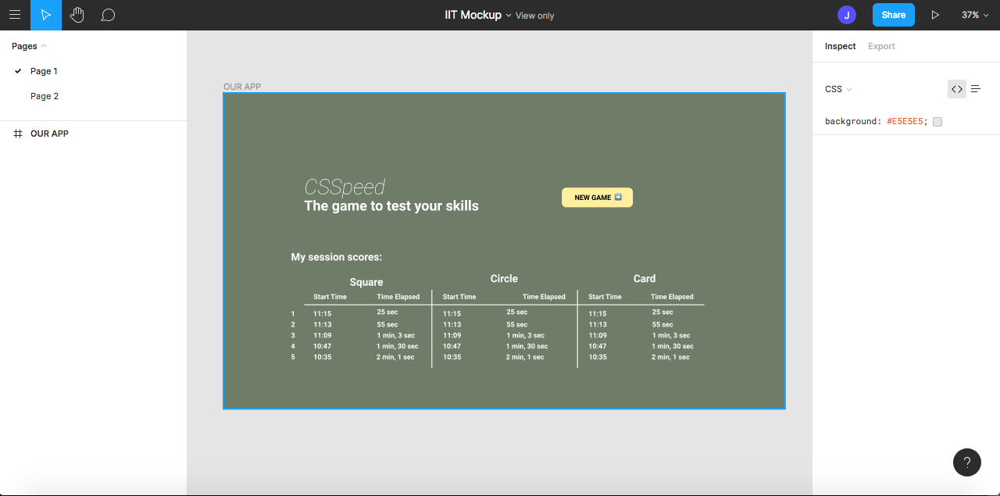 IIT Mockup View only
J
Share
37%
Pages
Page 1
Page 2
OUR APP
OUR APP
CSSpeed
The game to test your skills
NEW GAME ➡️
My session scores:
Square Circle Card
Start Time Time Elapsed Start Time Time Elapsed Start Time Time Elapsed
1 11:15 25 sec 11:15 25 sec 11:15 25 sec
2 11:13 55 sec 11:13 55 sec 11:13 55 sec
3 11:09 1 min, 3 sec 11:09 1 min, 3 sec 11:09 1 min, 3 sec
4 10:47 1 min, 30 sec 10:47 1 min, 30 sec 10:47 1 min, 30 sec
5 10:35 2 min, 1 sec 10:35 2 min, 1 sec 10:35 2 min, 1 sec
Inspect Export
CSS
background: #E5E5E5;
?